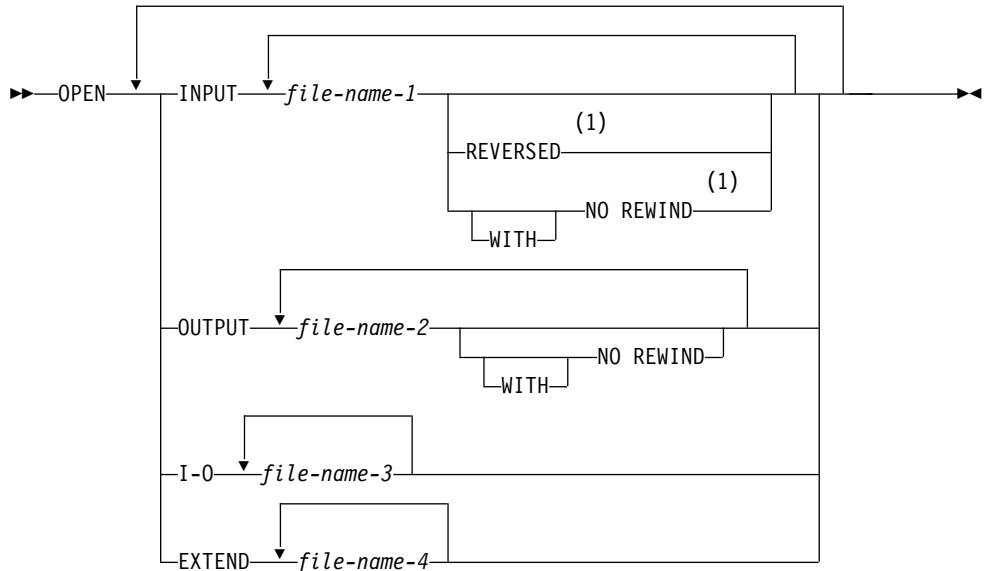 OPEN INPUT file-name-1
(1)
REVERSED
(1)
NO REWIND
WITH
OUTPUT file-name-2
NO REWIND
WITH
I-O file-name-3
EXTEND file-name-4